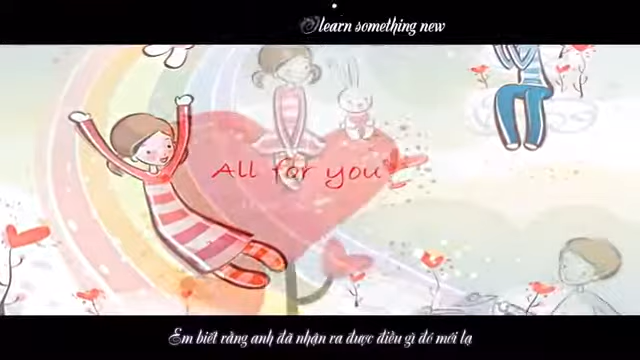 learn something new
All for you
Em biết rằng anh đã nhận ra được điều gì đó mới lạ